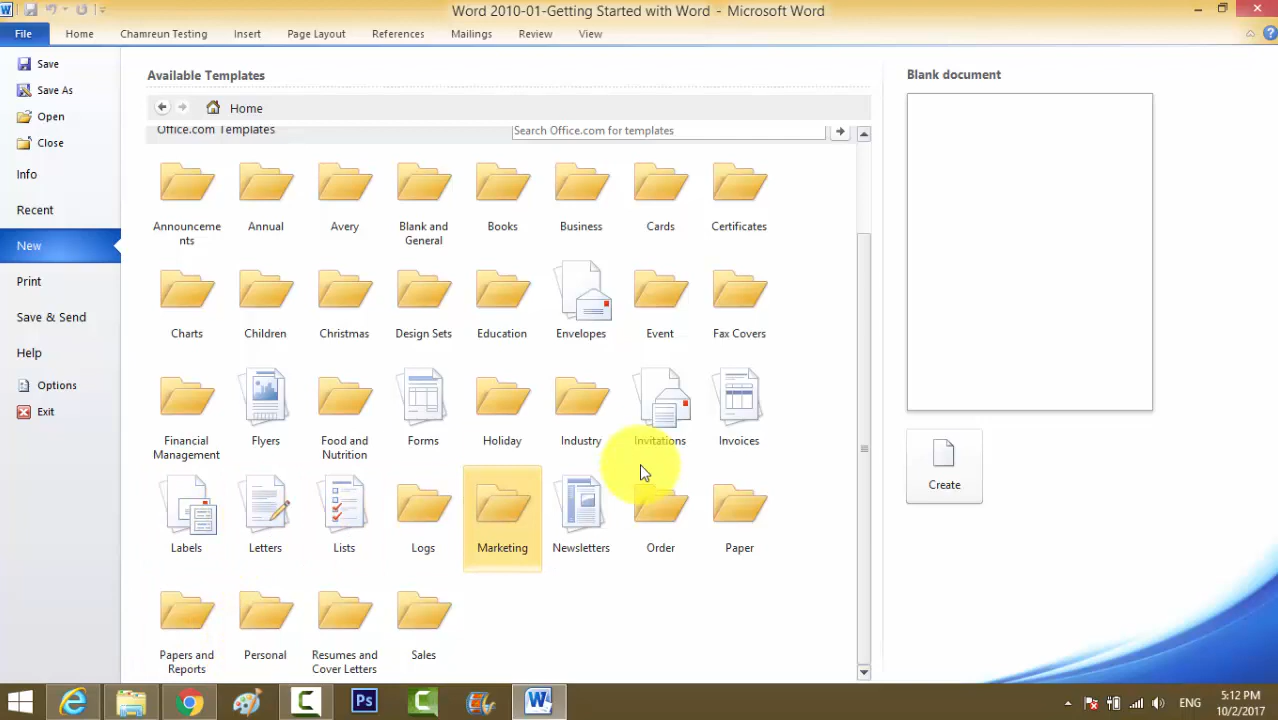 Word 2010-01-Getting Started with Word - Microsoft Word
File Home Chamreun Testing Insert Page Layout References Mailings Review View
Save
Save As
Open
Close
Info
Recent
New
Print
Save & Send
Help
Options
Exit
Available Templates
Home
Office.com Templates Search Office.com for templates
Announceme
nts
Annual
Avery
Blank and
General
Books
Business
Cards
Certificates
Charts
Children
Christmas
Design Sets
Education
Envelopes
Event
Fax Covers
Financial
Management
Flyers
Food and
Nutrition
Forms
Holiday
Industry
Invitations
Invoices
Labels
Letters
Lists
Logs
Marketing
Newsletters
Order
Paper
Papers and
Reports
Personal
Resumes and
Cover Letters
Sales
Blank document
Create
Ps
ENG
5:12 PM
10/2/2017